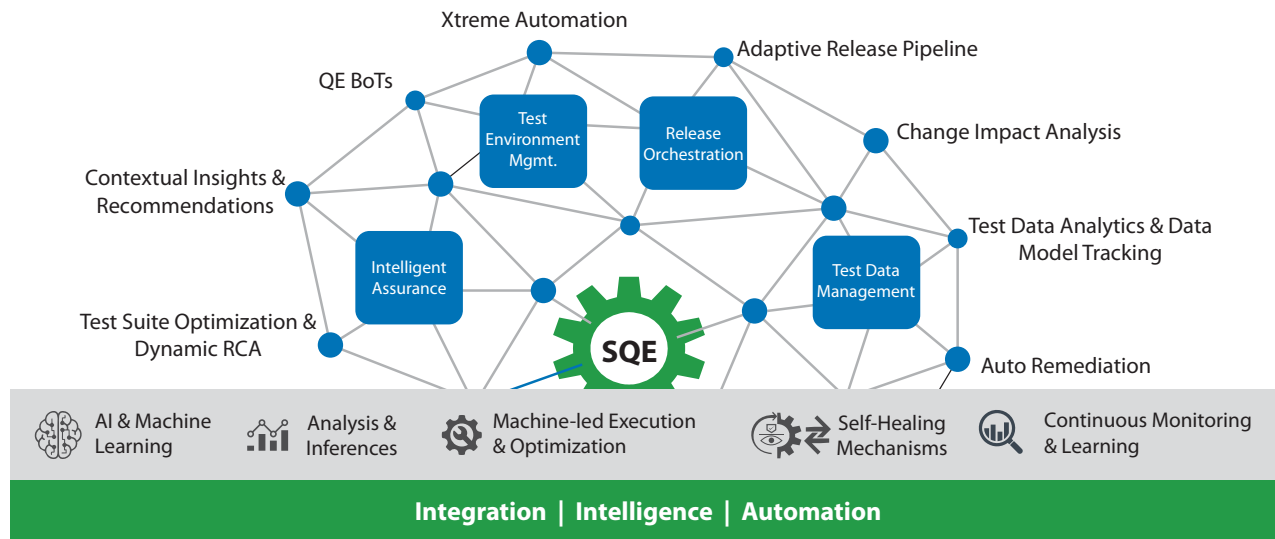 Xtreme Automation
Adaptive Release Pipeline
QE BoTs
Test
Environment
Mgmt.
Release
Orchestration
Change Impact Analysis
Contextual Insights &
Recommendations
Test Data Analytics & Data
Model Tracking
Intelligent
Assurance
Test Data
Management
Test Suite Optimization &
Dynamic RCA
SQE
Auto Remediation
AI & Machine
Learning
Analysis &
Inferences
Machine-led Execution
& Optimization
Self-Healing
Mechanisms
Continuous Monitoring
& Learning
Integration | Intelligence | Automation